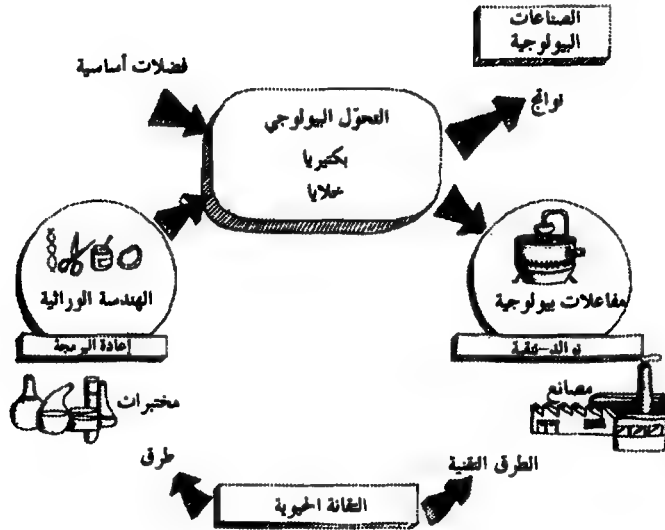 الصناعات
البيولوجية
فضلات أساسية
نواتج
التحوّل البيولوجي
بكتيريا
خلايا
الهندسة الوراثية
إعادة البرمجة
مفاعلات بيولوجية
مختبرات
مصانع
طرق
الطرق التقنية
التقانة الحيوية